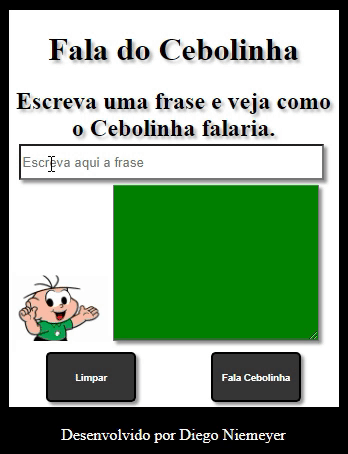 Fala do Cebolinha
Escreva uma frase e veja como
o Cebolinha falaria.
Escreva aqui a frase
Limpar
Fala Cebolinha
Desenvolvido por Diego Niemeyer